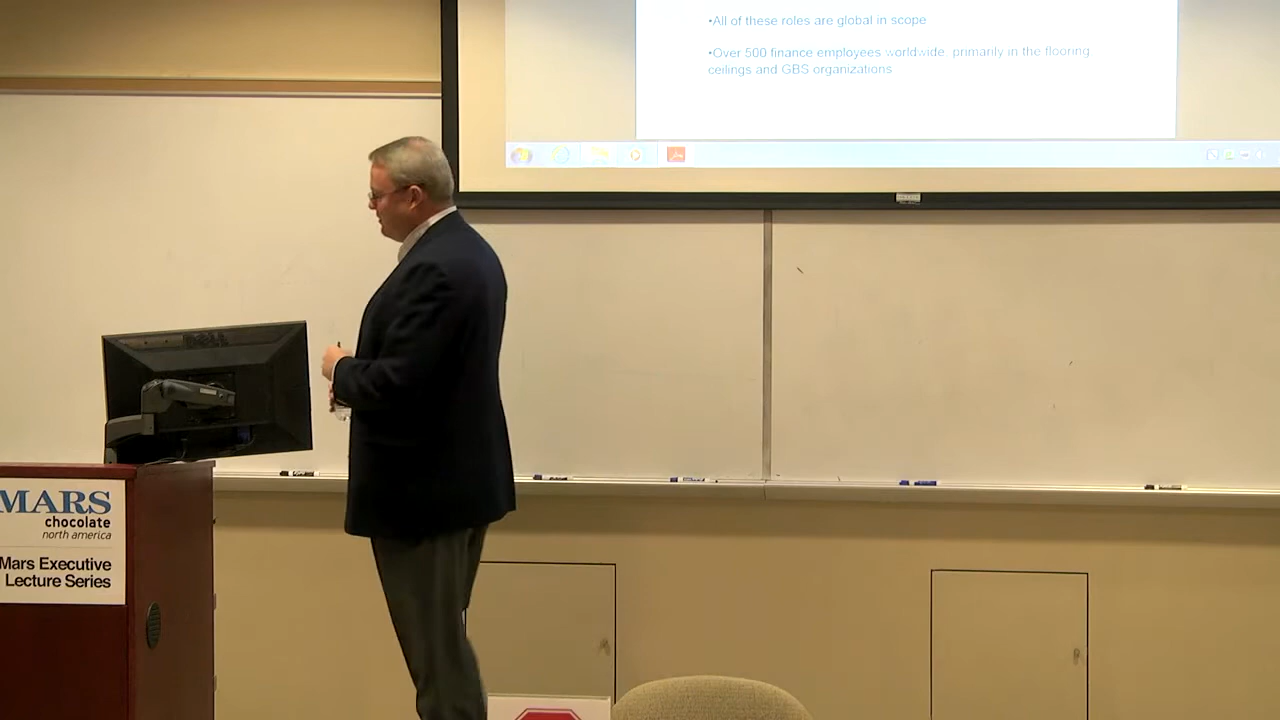 •All of these roles are global in scope
•Over 500 finance employees worldwide primarily in the flooring
ceilings and GBS organizations
DELL
MARS
chocolate
north america
Mars Executive
Lecture Series